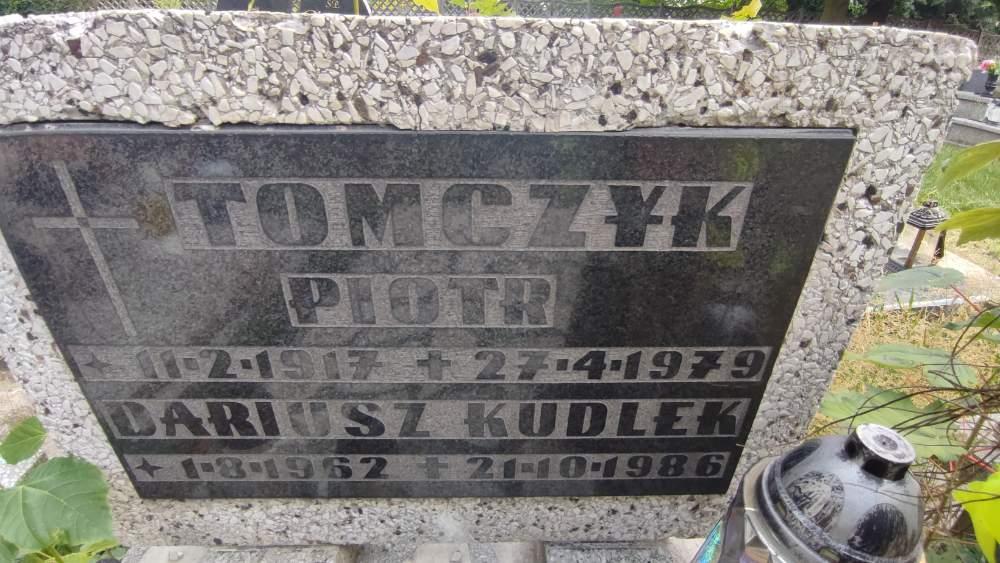 TOMCZYK
PIOTR
11-2-1917 27-4-1979
DARIUSZ KUDLEK
1-8-1962 21-10-1986